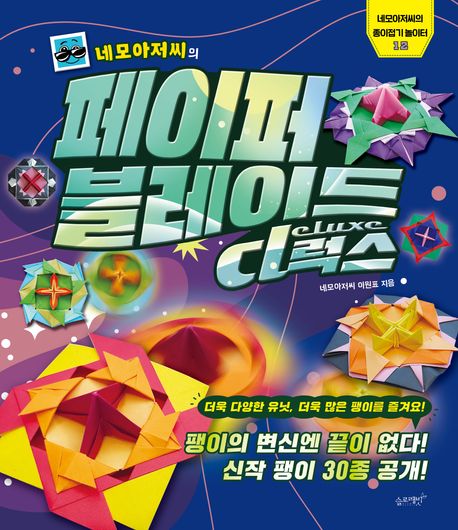 네모아저씨의
종이접기 놀이터
12
네모아저씨의
페이퍼
블레이드
디럭스
eluxe
네모아저씨 이원표 지음
더욱 다양한 유닛, 더욱 많은 팽이를 즐겨요!
팽이의 변신엔 끝이 없다!
신작 팽이 30종 공개!
슬로래빗